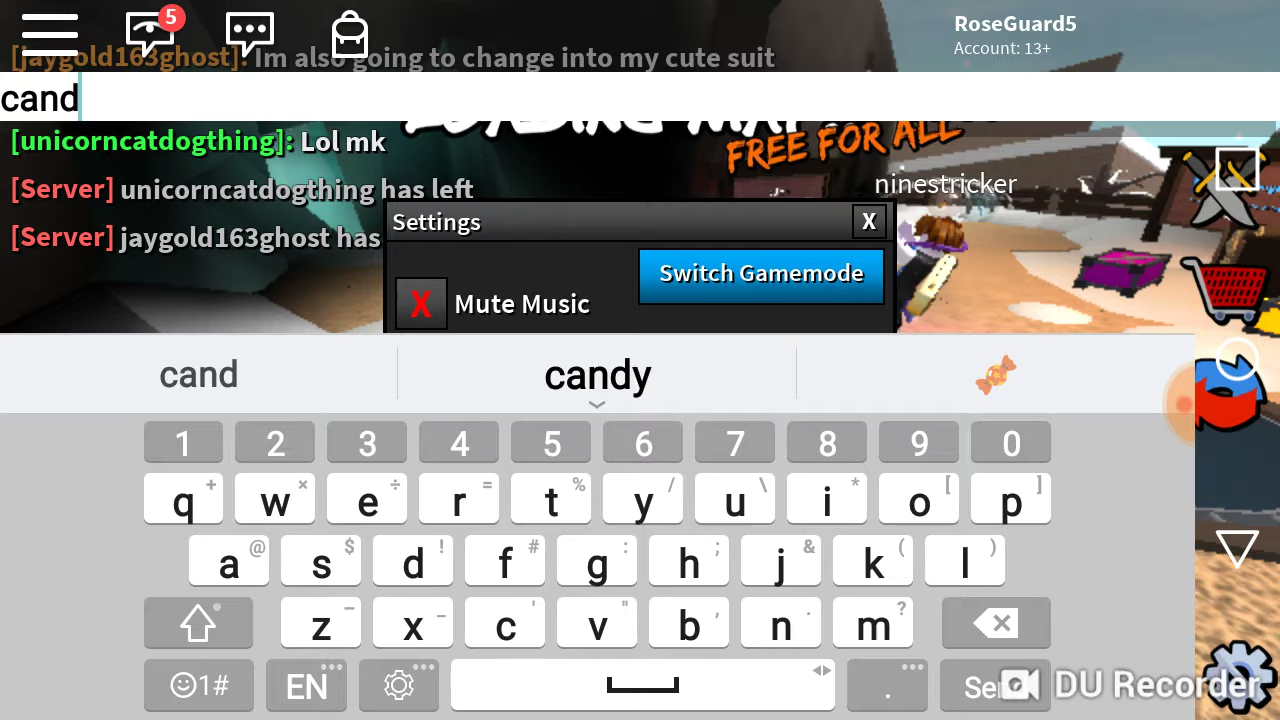 5
RoseGuard5
Account: 13+
[jaygold163ghost]: Im also going to change into my cute suit
cand
FREE FOR ALL
[unicorncatdogthing]: Lol mk
ninestricker
[Server] unicorncatdogthing has left
[Server] jaygold163ghost has
Settings
X
Switch Gamemode
X Mute Music
cand candy
1 2 3 4 5 6 7 8 9 0
q + w × e ÷ r = t % y / u \ i * o [ p ]
a @ s $ d ! f # g : h ; j & k ( l )
z – x _ c ' v " b , n . m ?
1# EN .
DU Recorder